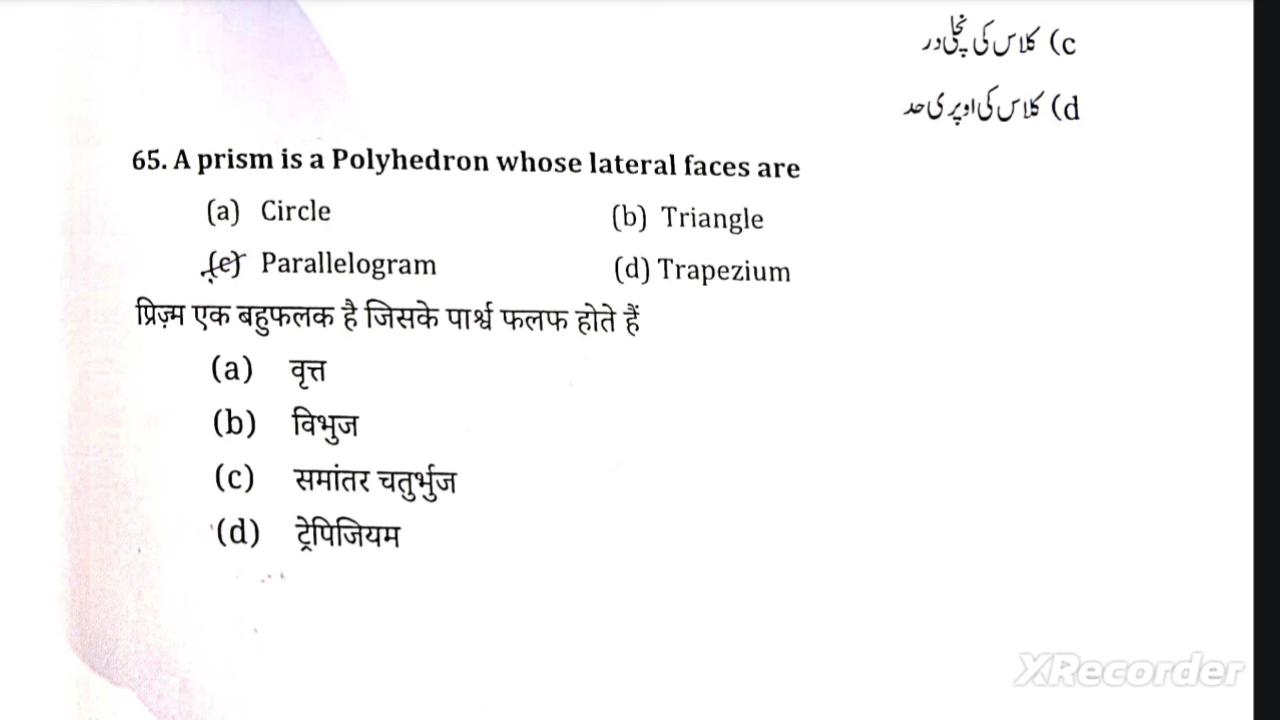 c) کلاس کی نچلی در
d) کلاس کی اوپری حد
65. A prism is a Polyhedron whose lateral faces are
(a) Circle (b) Triangle
(c) Parallelogram (d) Trapezium
प्रिज़्म एक बहुफलक है जिसके पार्श्व फलफ होते हैं
(a) वृत्त
(b) विभुज
(c) समांतर चतुर्भुज
(d) ट्रेपिजियम
XRecorder